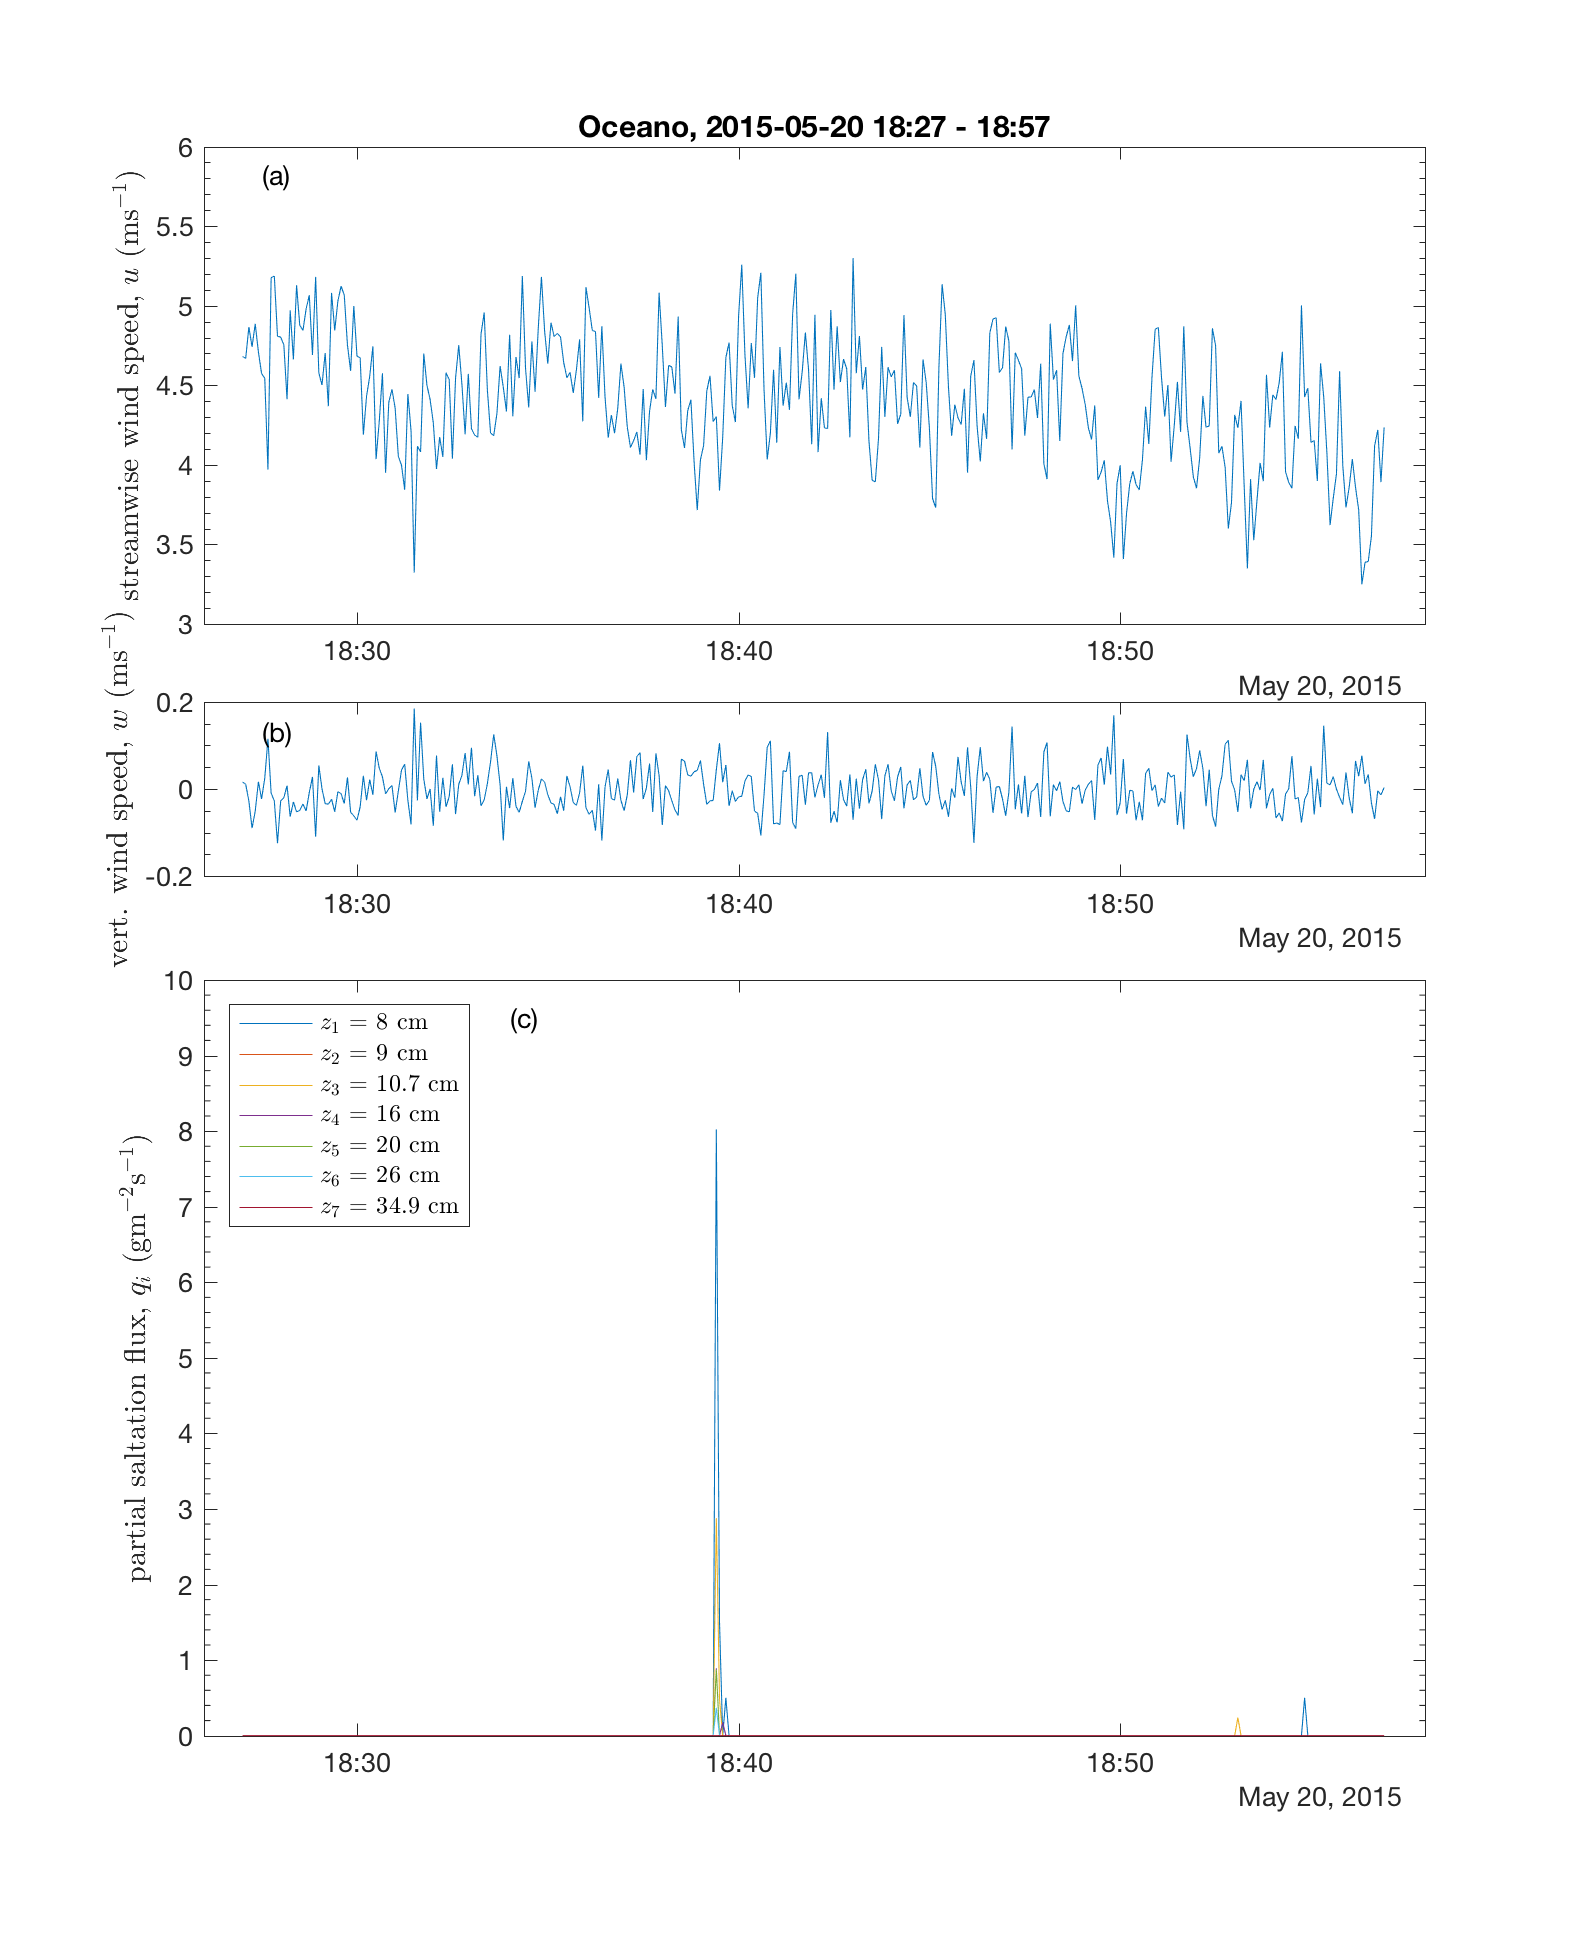 Oceano, 2015-05-20 18:27 - 18:57
(a)
streamwise wind speed, u (ms⁻¹)
6
5.5
5
4.5
4
3.5
3
18:30 18:40 18:50
May 20, 2015
(b)
vert. wind speed, w (ms⁻¹)
0.2
0
-0.2
18:30 18:40 18:50
May 20, 2015
(c)
partial saltation flux, qᵢ (gm⁻²s⁻¹)
10
9
8
7
6
5
4
3
2
1
0
z₁ = 8 cm
z₂ = 9 cm
z₃ = 10.7 cm
z₄ = 16 cm
z₅ = 20 cm
z₆ = 26 cm
z₇ = 34.9 cm
18:30 18:40 18:50
May 20, 2015